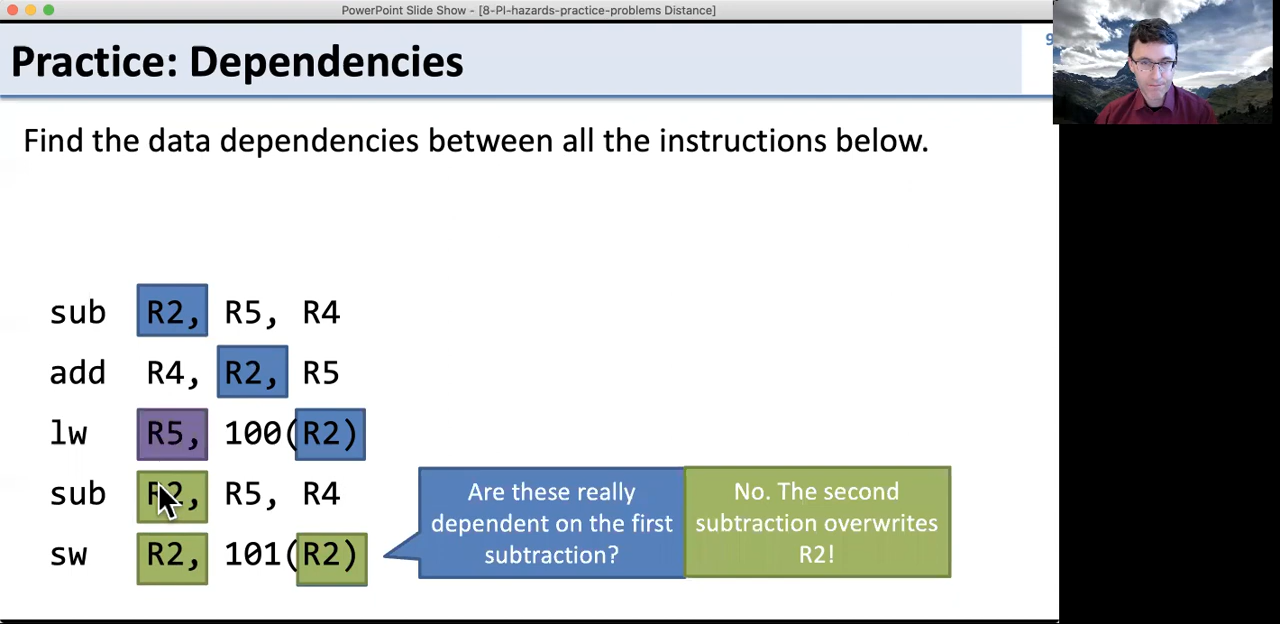 PowerPoint Slide Show - [8-PI-hazards-practice-problems Distance]
Practice: Dependencies
9
Find the data dependencies between all the instructions below.
sub R2, R5, R4
add R4, R2, R5
lw R5, 100(R2)
sub R2, R5, R4
sw R2, 101(R2)
Are these really
dependent on the first
subtraction?
No. The second
subtraction overwrites
R2!